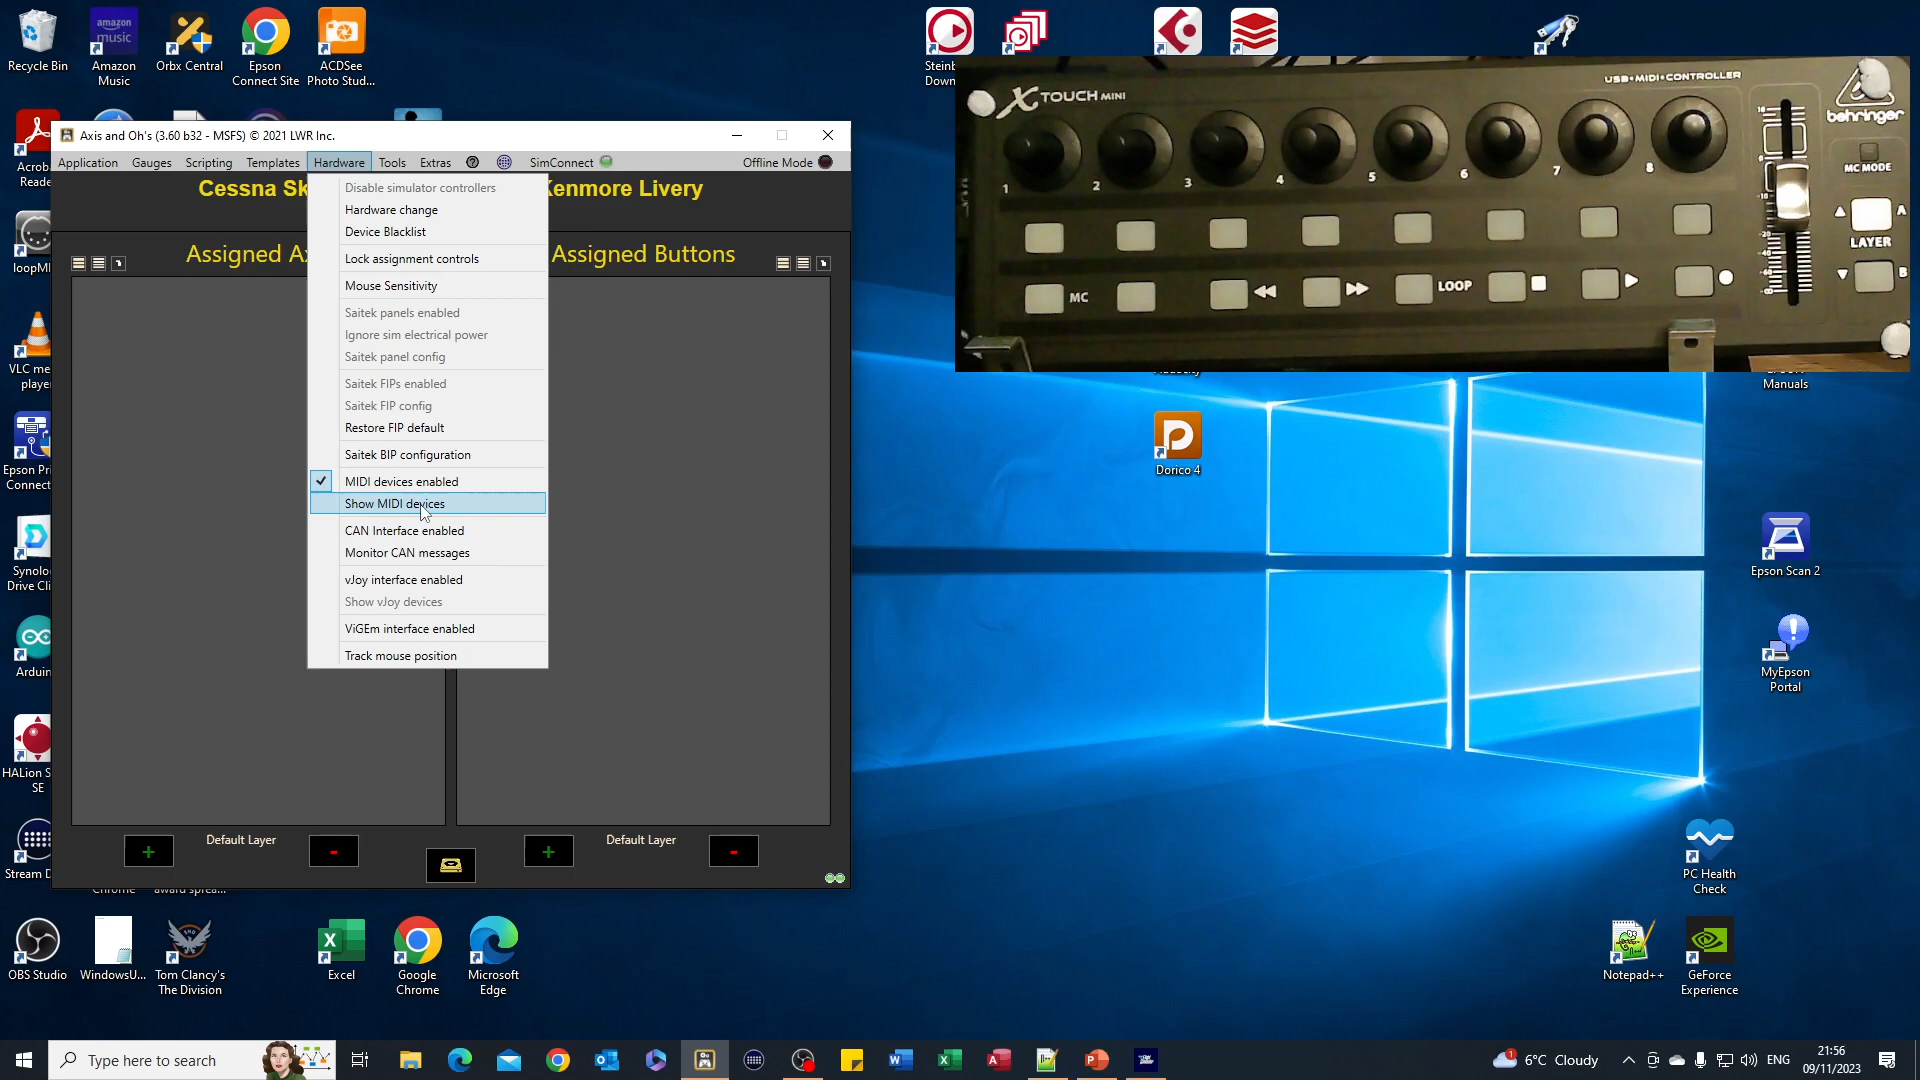 Recycle Bin
Amazon
Music
amazon
music
Orbx Central
Epson
Connect Site
ACDSee
Photo Stud...
Steinb
Down
Acrob
Reade
loopMI
VLC me
player
Epson Pri
Connect
Synolo
Drive Cli
Arduin
HALion S
SE
Stream D
Chrome
award sprea...
OBS Studio
WindowsU...
Tom Clancy's
The Division
Excel
Google
Chrome
Microsoft
Edge
Axis and Oh's (3.60 b32 - MSFS) © 2021 LWR Inc.
Application Gauges Scripting Templates Hardware Tools Extras SimConnect Offline Mode
Cessna Sk
Kenmore Livery
Assigned Ax
Assigned Buttons
Disable simulator controllers
Hardware change
Device Blacklist
Lock assignment controls
Mouse Sensitivity
Saitek panels enabled
Ignore sim electrical power
Saitek panel config
Saitek FIPs enabled
Saitek FIP config
Restore FIP default
Saitek BIP configuration
MIDI devices enabled
Show MIDI devices
CAN Interface enabled
Monitor CAN messages
vJoy interface enabled
Show vJoy devices
ViGEm interface enabled
Track mouse position
+ Default Layer -
+ Default Layer -
X TOUCH MINI
USB•MIDI•CONTROLLER
behringer
1 2 3 4 5 6 7 8
MC MODE
A
LAYER
B
MC
LOOP
Audacity
Manuals
Dorico 4
Epson Scan 2
MyEpson
Portal
PC Health
Check
Notepad++
GeForce
Experience
Type here to search
1
6°C Cloudy
ENG
21:56
09/11/2023